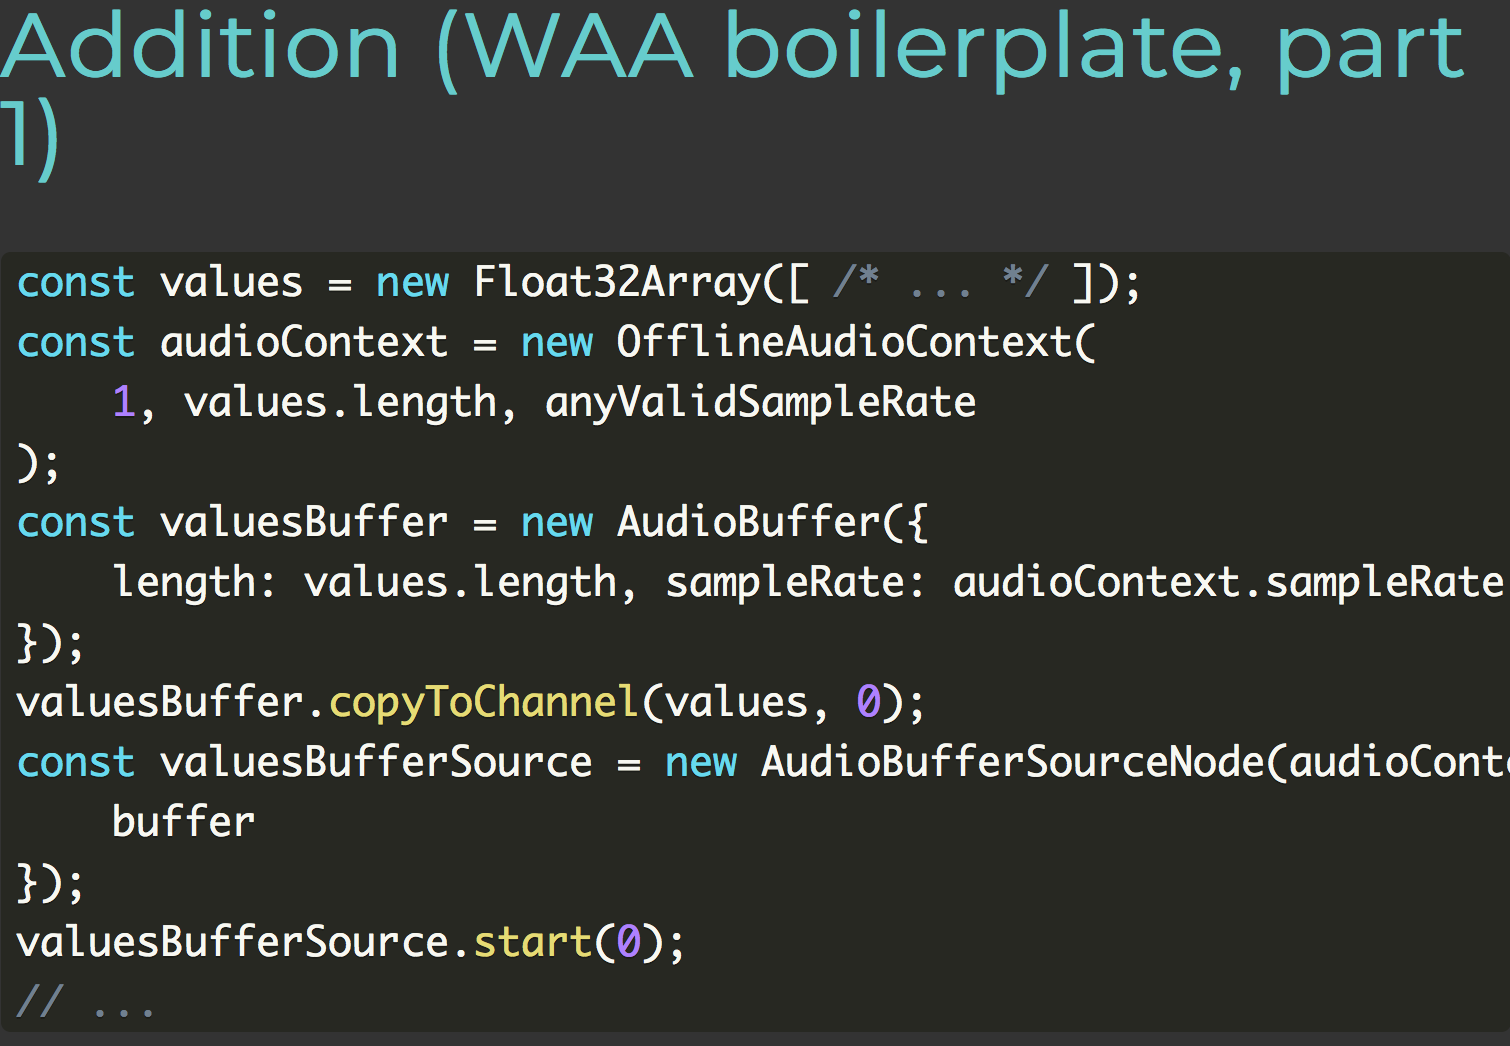 Addition (WAA boilerplate, part
1)
const values = new Float32Array([ /* ... */ ]);
const audioContext = new OfflineAudioContext(
    1, values.length, anyValidSampleRate
);
const valuesBuffer = new AudioBuffer({
    length: values.length, sampleRate: audioContext.sampleRate
});
valuesBuffer.copyToChannel(values, 0);
const valuesBufferSource = new AudioBufferSourceNode(audioConte
    buffer
});
valuesBufferSource.start(0);
// ...